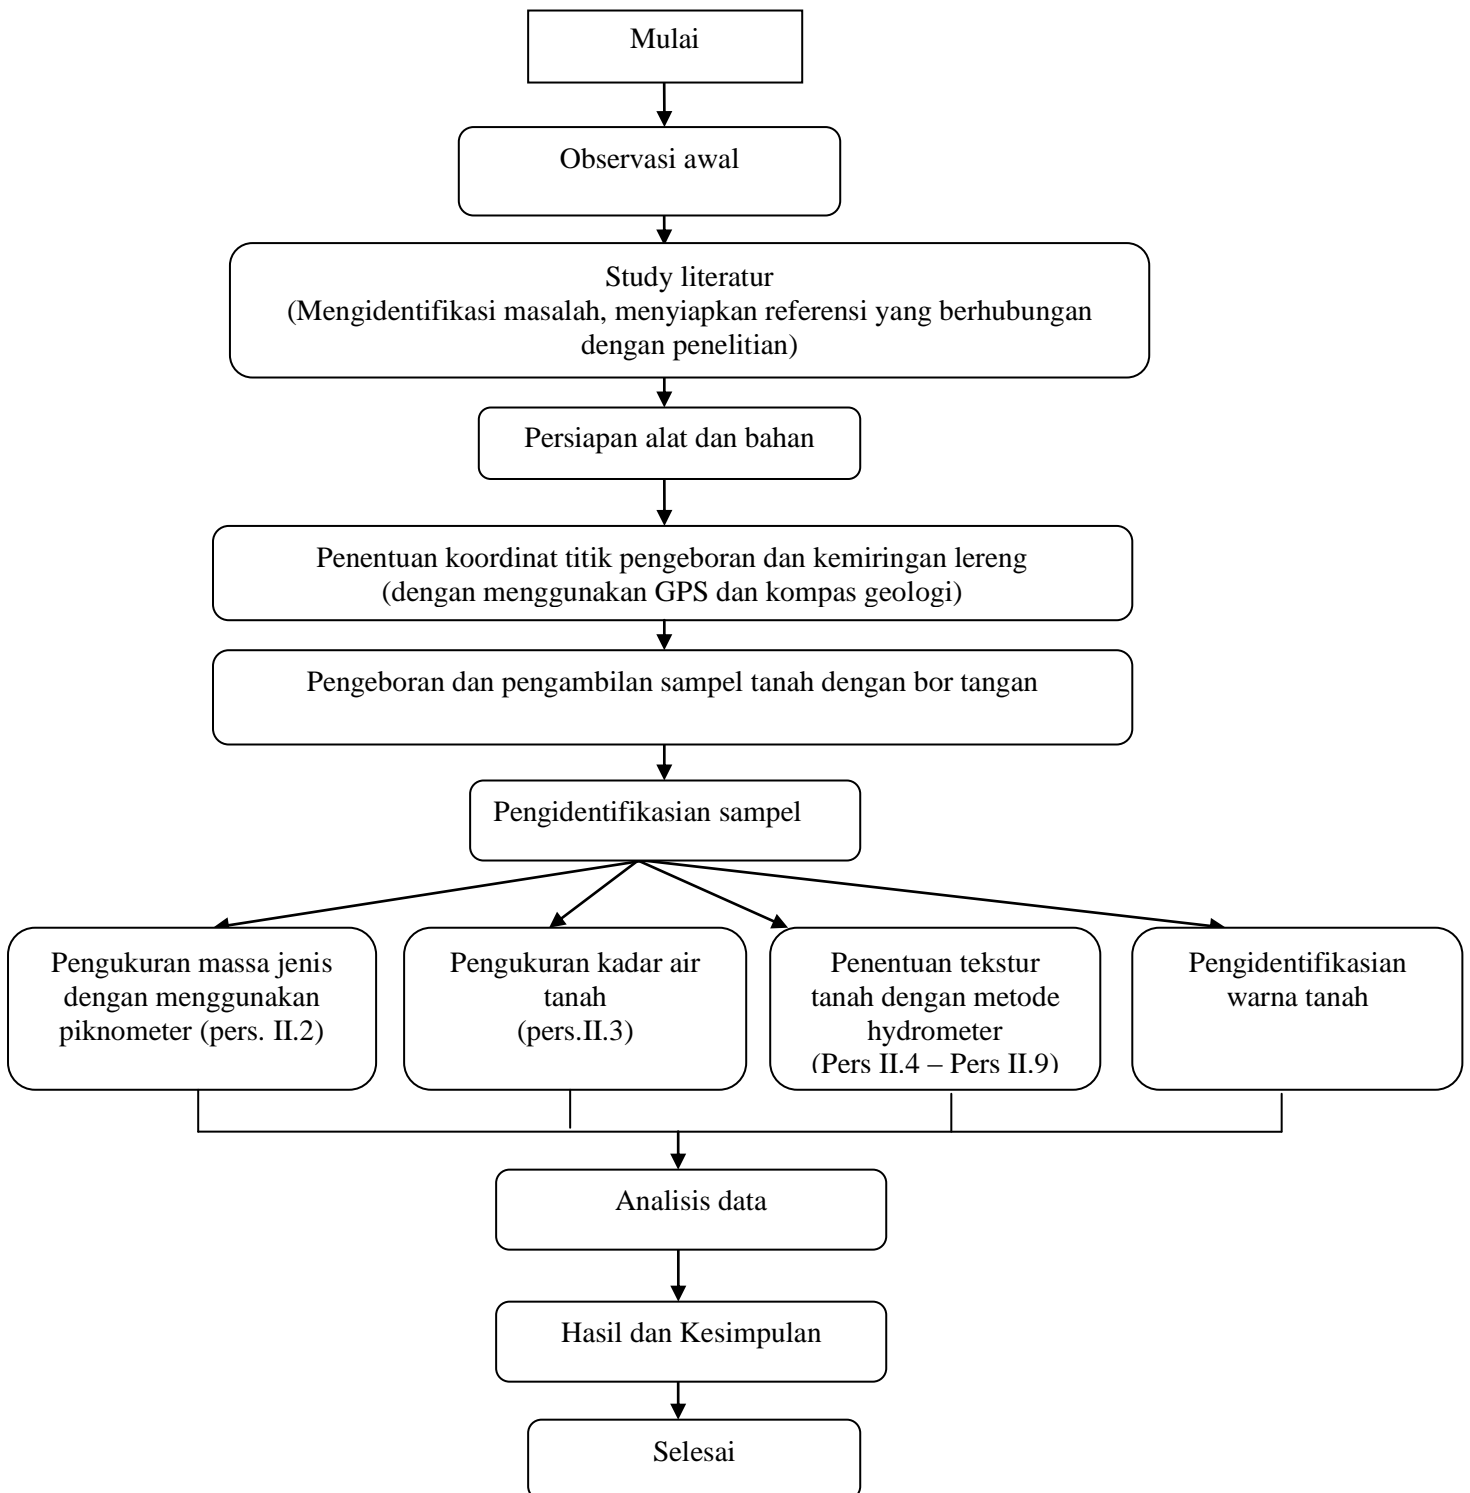 Mulai
Observasi awal
Study literatur
(Mengidentifikasi masalah, menyiapkan referensi yang berhubungan
dengan penelitian)
Persiapan alat dan bahan
Penentuan koordinat titik pengeboran dan kemiringan lereng
(dengan menggunakan GPS dan kompas geologi)
Pengeboran dan pengambilan sampel tanah dengan bor tangan
Pengidentifikasian sampel
Pengukuran massa jenis
dengan menggunakan
piknometer (pers. II.2)
Pengukuran kadar air
tanah
(pers.II.3)
Penentuan tekstur
tanah dengan metode
hydrometer
(Pers II.4 – Pers II.9)
Pengidentifikasian
warna tanah
Analisis data
Hasil dan Kesimpulan
Selesai